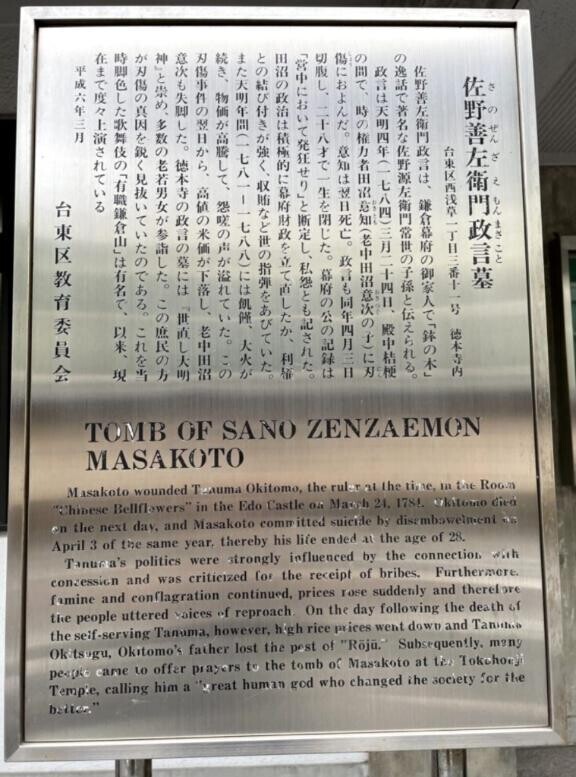 佐野善左衛門政言墓
さのぜんざえもんまさことはか
台東区西浅草一丁目三番十一号　徳本寺内
佐野善左衛門政言は、鎌倉幕府の御家人で「鉢の木」
の逸話で著名な佐野源左衛門常世の子孫と伝えられる。
政言は天明四年(一七八四)三月二十四日、殿中桔梗
の間で、時の権力者田沼意知(老中田沼意次の子)に刃
傷におよんだ。意知は翌日死亡。政言も同年四月三日
切腹し、二十八才で一生を閉じた。幕府の公の記録は
「営中において発狂せり」と断定し、私怨とも記された。
田沼の政治は積極的に幕府財政を立て直したか、利権
との結び付きが強く、収賄など世の指弾をあびていた。
また天明年間(一七八一―一七八八)には飢饉、大火が
続き、物価が高騰して、怨嗟の声が溢れていた。この
刃傷事件の翌日から、高値の米価が下落し、老中田沼
意次も失脚した。徳本寺の政言の墓には「世直し大明
神」と崇め、多数の老若男女が参詣した。この庶民の方
が刃傷の真因を鋭く見抜いていたのである。これを当
時脚色した歌舞伎の「有職鎌倉山」は有名で、以来、現
在まで度々上演されている
平成六年三月
台東区教育委員会
TOMB OF SANO ZENZAEMON
MASAKOTO
Masakoto wounded Tanuma Okitomo, the ruler at the time, in the Room
"Chinese Bellflowers" in the Edo Castle on March 24, 1784. Okitomo died
on the next day, and Masakoto committed suicide by disembowelment on
April 3 of the same year, thereby his life ended at the age of 28.
Tanuma's politics were strongly influenced by the connection with
concession and was criticized for the receipt of bribes. Furthermore,
famine and conflagration continued, prices rose suddenly and therefore
the people uttered voices of reproach. On the day following the death of
the self-serving Tanuma, however, high rice prices went down and Tanuma
Okitsugu, Okitomo's father lost the post of "Rōjū." Subsequently, many
people came to offer prayers to the tomb of Masakoto at the Tokohonji
Temple, calling him a "great human god who changed the society for the
better."